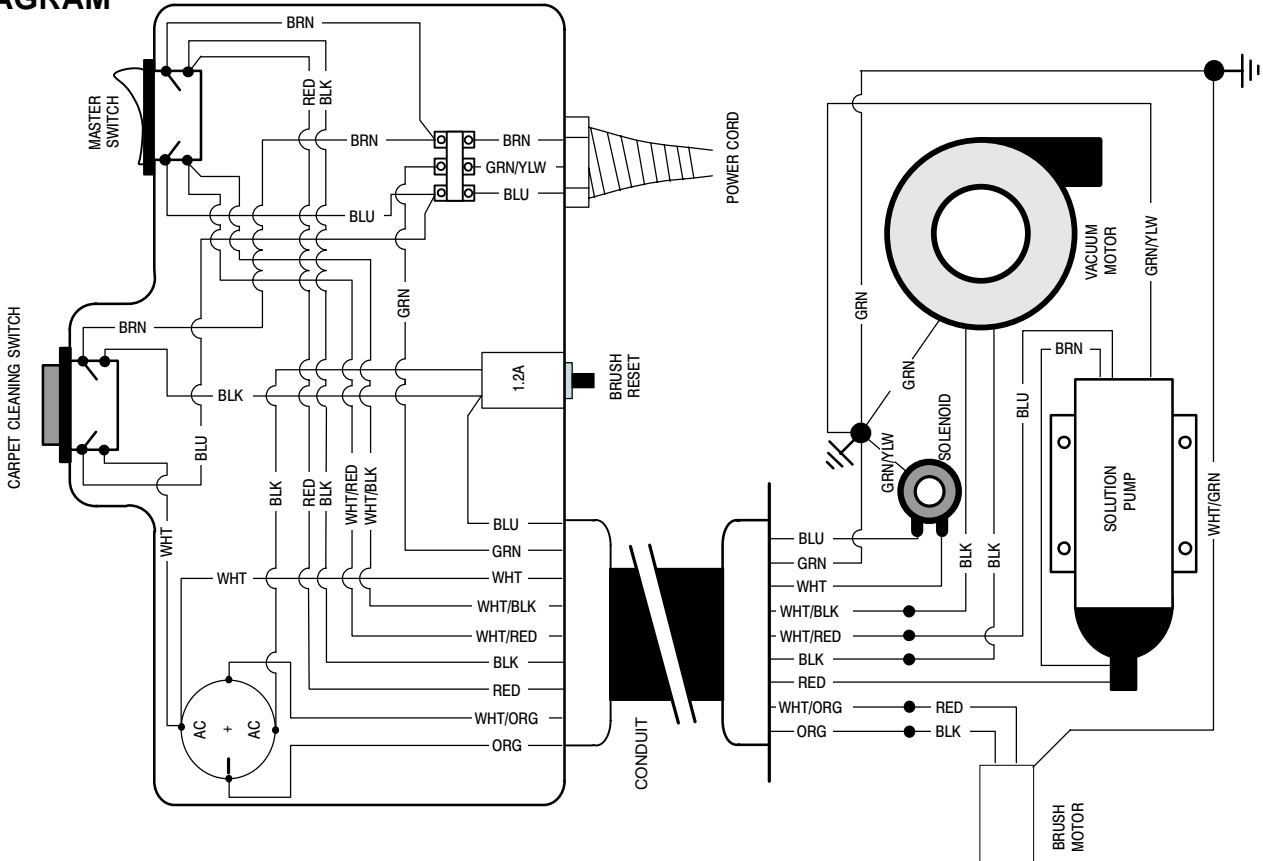 AGRAM
BRN
MASTER
SWITCH
RED
BLK
BRN
BRN
GRN/YLW
BLU
BLU
POWER CORD
CARPET CLEANING SWITCH
BRN
GRN
BLK
BLU
1.2A
BRUSH
RESET
WHT
BLK
RED
BLK
WHT/RED
WHT/BLK
BLU
GRN
WHT
WHT
WHT/BLK
WHT/RED
BLK
RED
WHT/ORG
ORG
AC
+
AC
CONDUIT
GRN
VACUUM
MOTOR
GRN/YLW
GRN
BRN
BLU
GRN/YLW
SOLENOID
SOLUTION
PUMP
WHT/GRN
BLU
GRN
WHT
BLK
BLK
WHT/BLK
WHT/RED
BLK
RED
WHT/ORG
RED
ORG
BLK
BRUSH
MOTOR